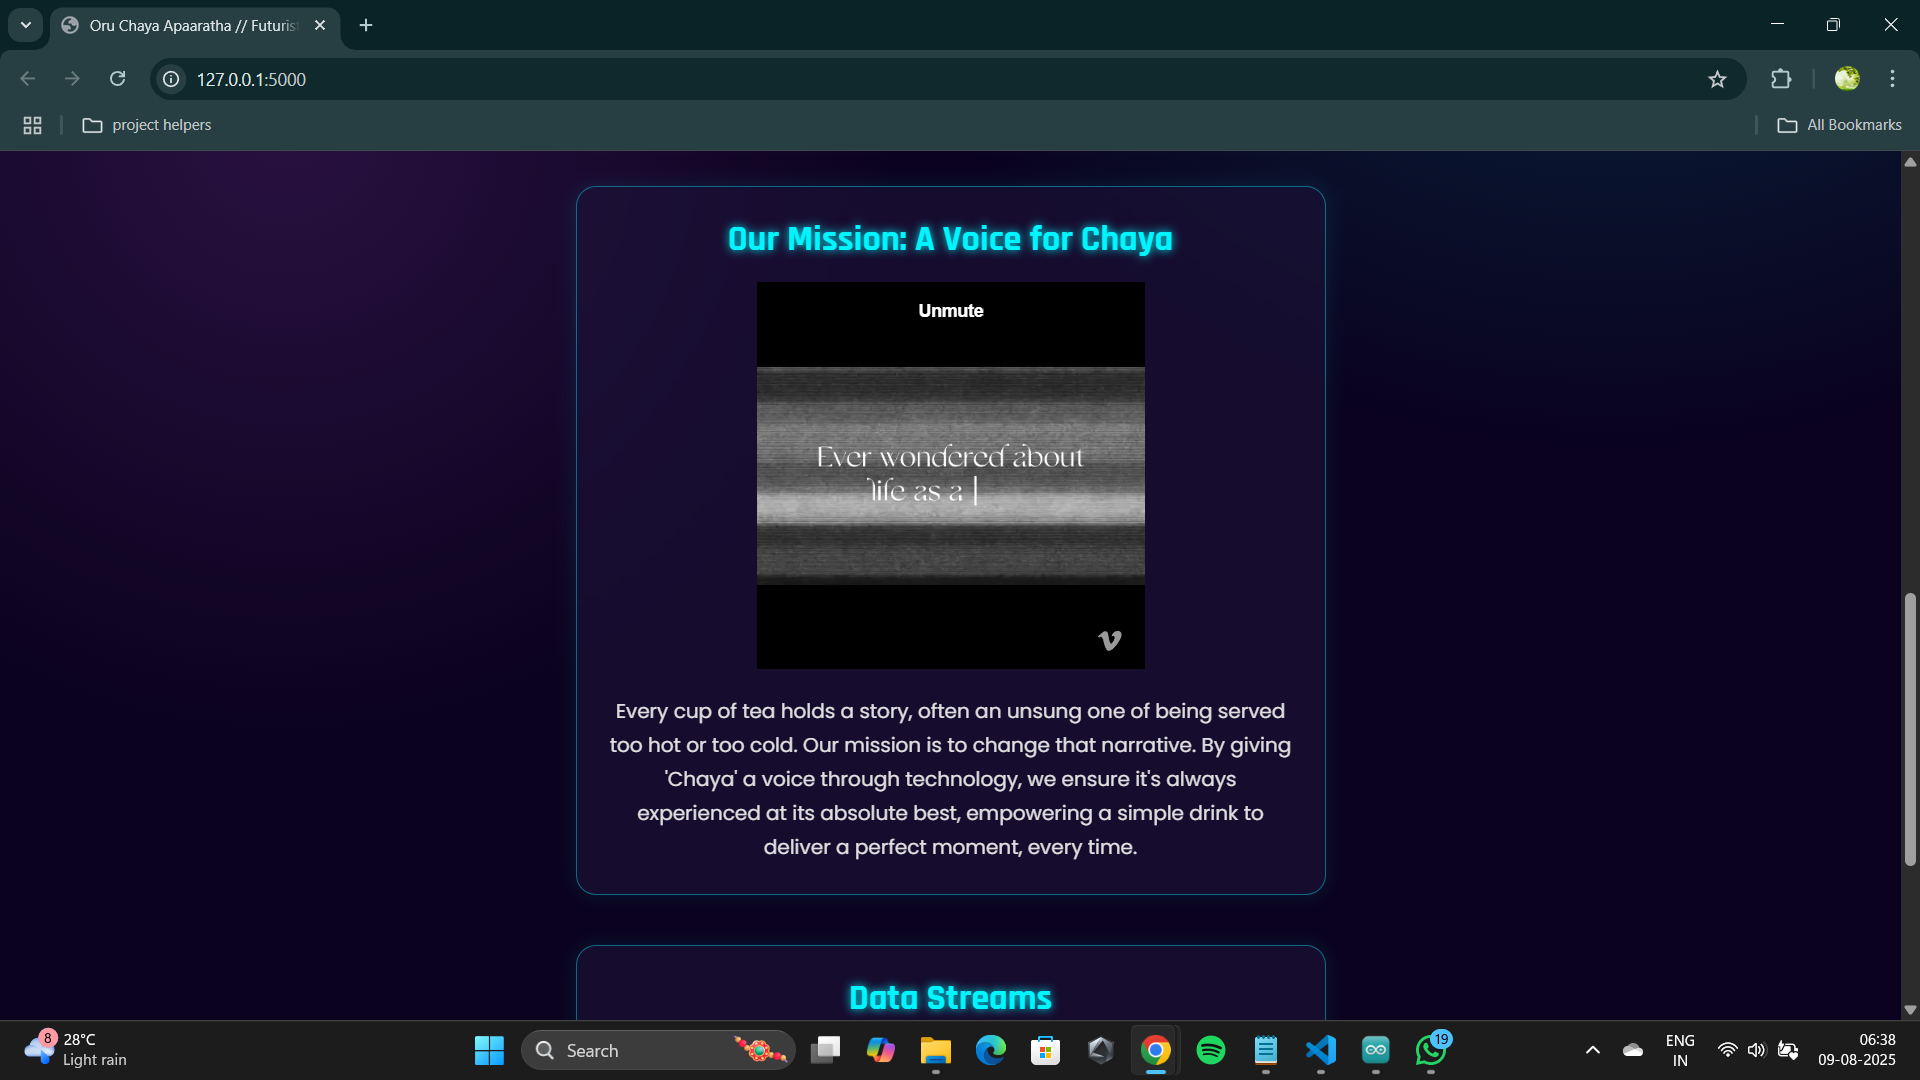 Oru Chaya Apaaratha // Futuris
127.0.0.1:5000
project helpers
All Bookmarks
Our Mission: A Voice for Chaya
Unmute
Ever wondered about
life as a |
Every cup of tea holds a story, often an unsung one of being served
too hot or too cold. Our mission is to change that narrative. By giving
'Chaya' a voice through technology, we ensure it's always
experienced at its absolute best, empowering a simple drink to
deliver a perfect moment, every time.
Data Streams
8
28°C
Light rain
Search
19
ENG
IN
06:38
09-08-2025